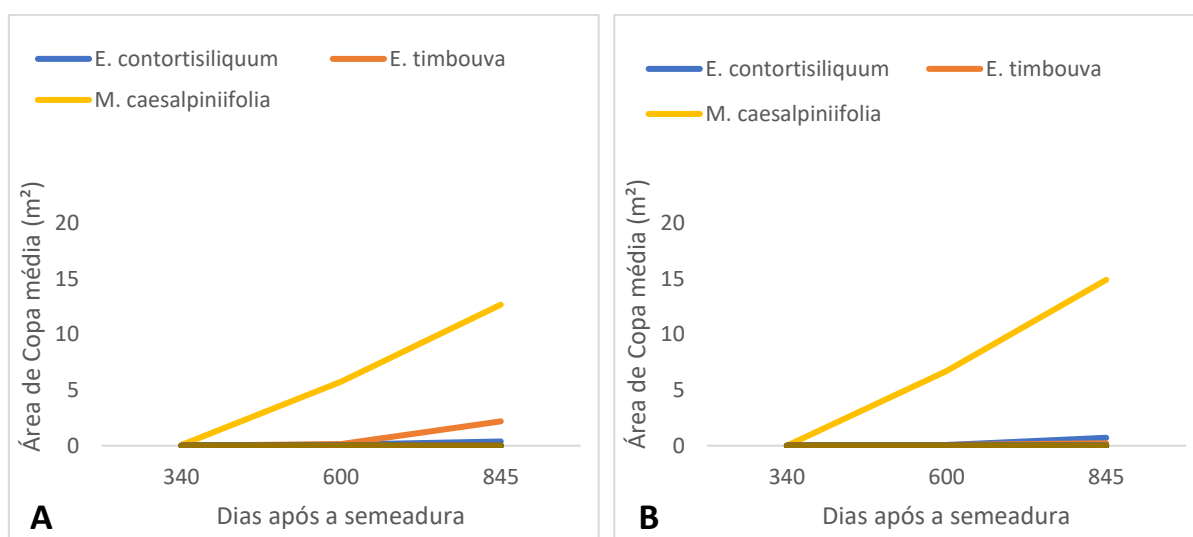 E. contortisiliquum
E. timbouva
M. caesalpiniifolia
Área de Copa média (m²)
20
15
10
5
0
340
600
845
Dias após a semeadura
A
E. contortisiliquum
E. timbouva
M. caesalpiniifolia
Área de Copa média (m²)
20
15
10
5
0
340
600
845
Dias após a semeadura
B